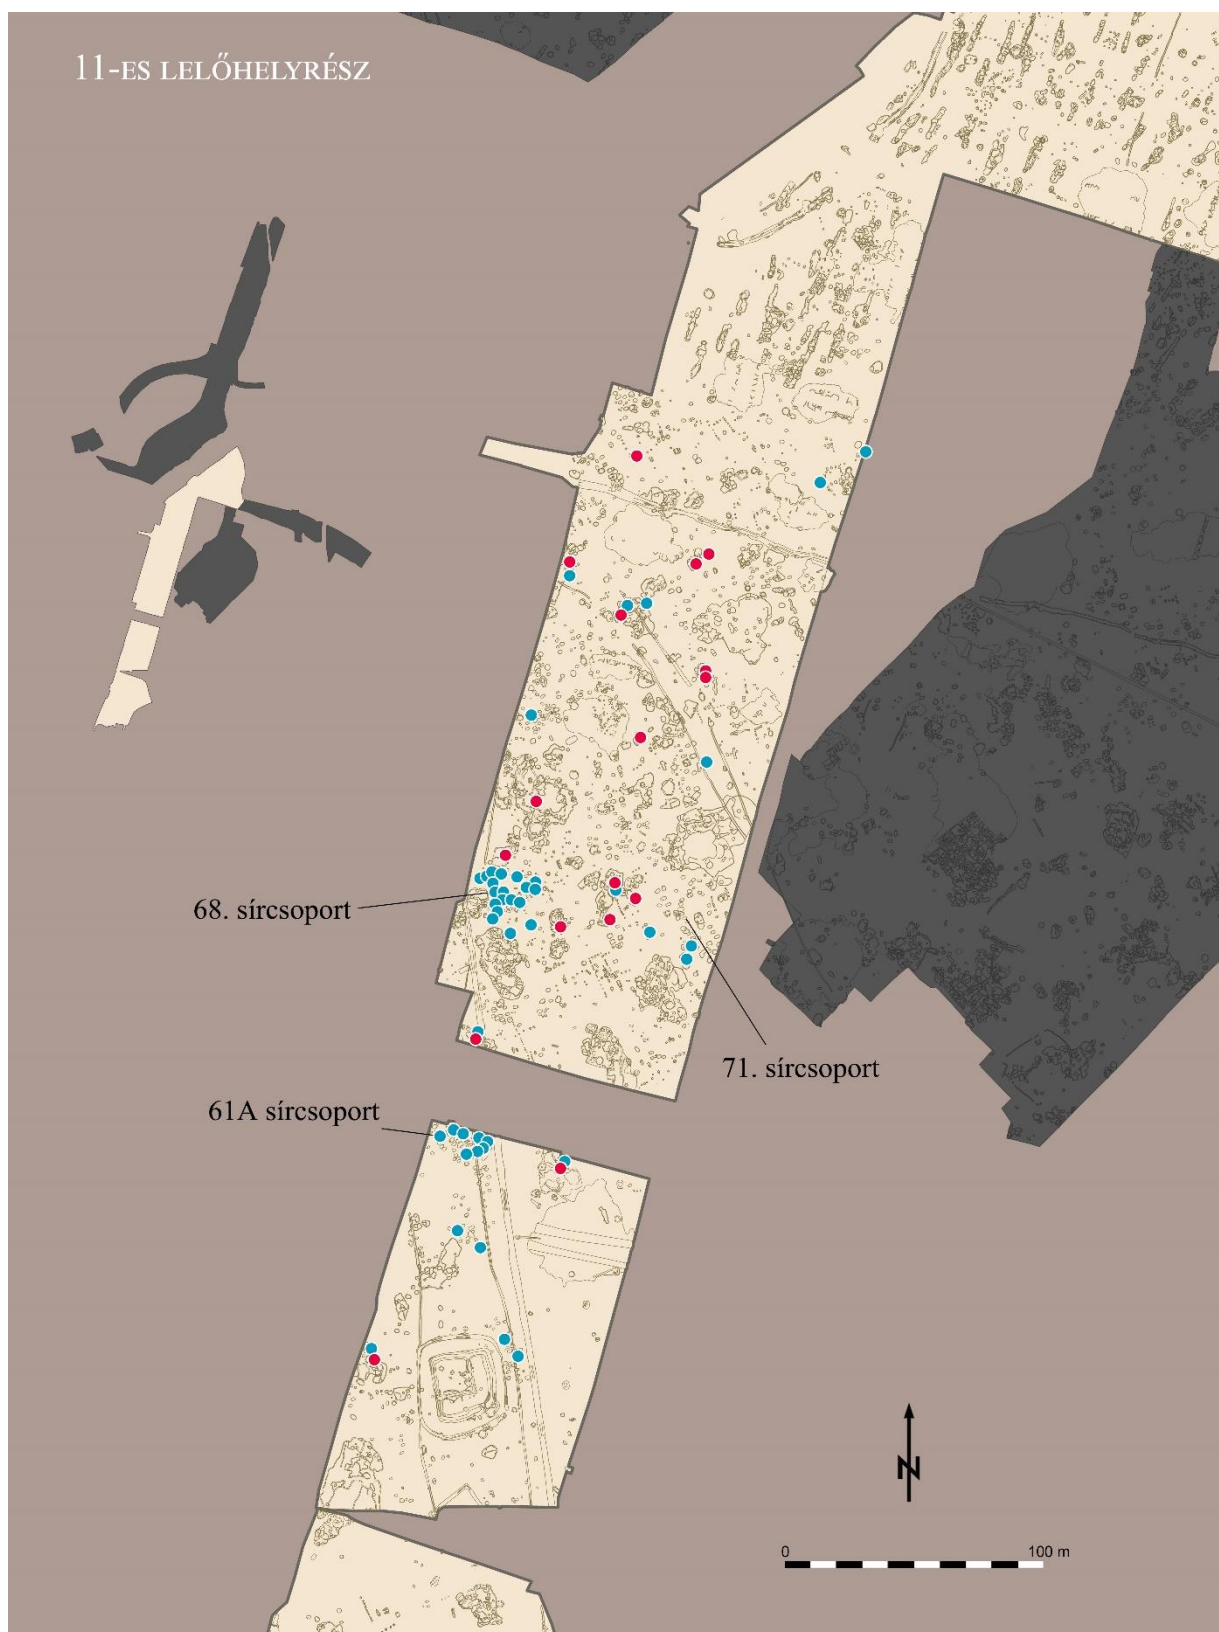 11-ES LELŐHELYRÉSZ
68. sírcsoport
71. sírcsoport
61A sírcsoport
N
0 100 m